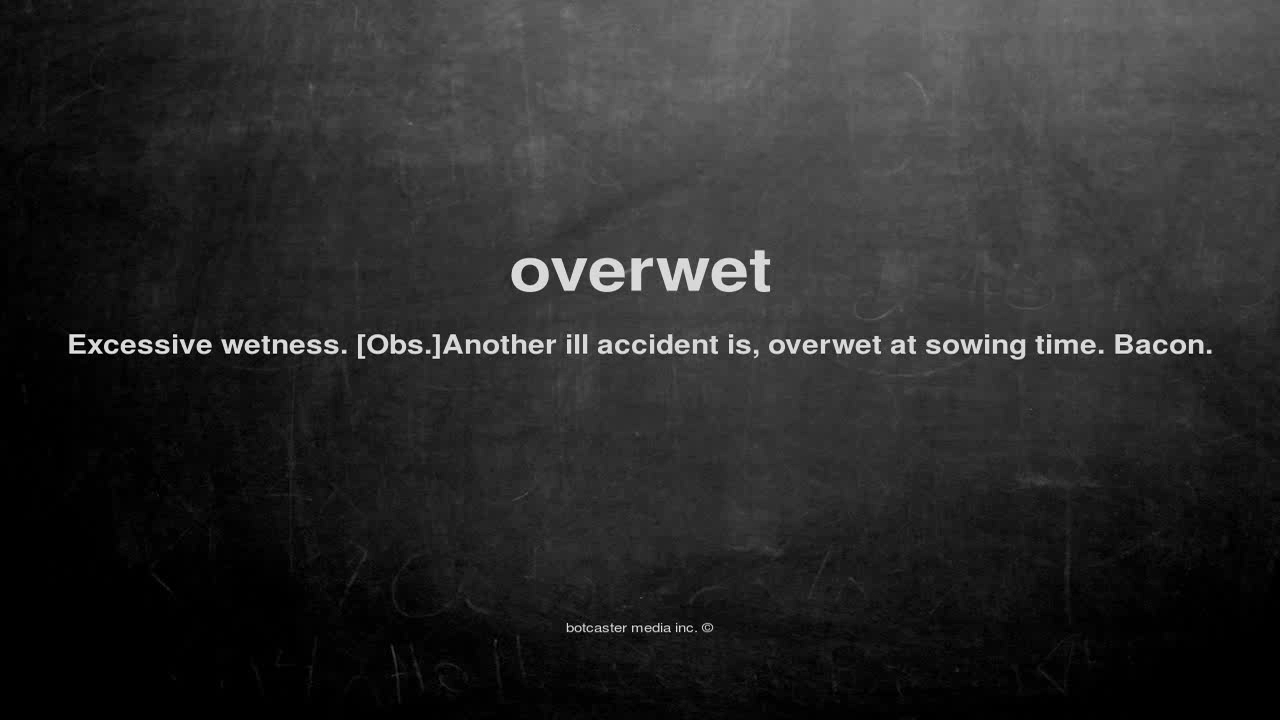 overwet
Excessive wetness. [Obs.]Another ill accident is, overwet at sowing time. Bacon.
botcaster media inc. ©